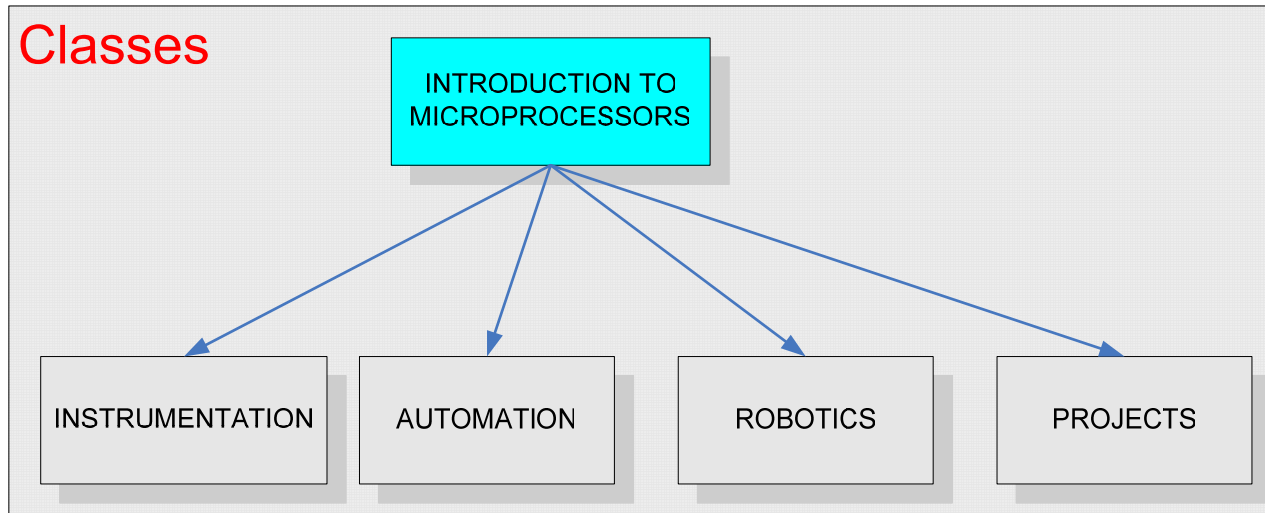 Classes
INTRODUCTION TO
MICROPROCESSORS
INSTRUMENTATION
AUTOMATION
ROBOTICS
PROJECTS